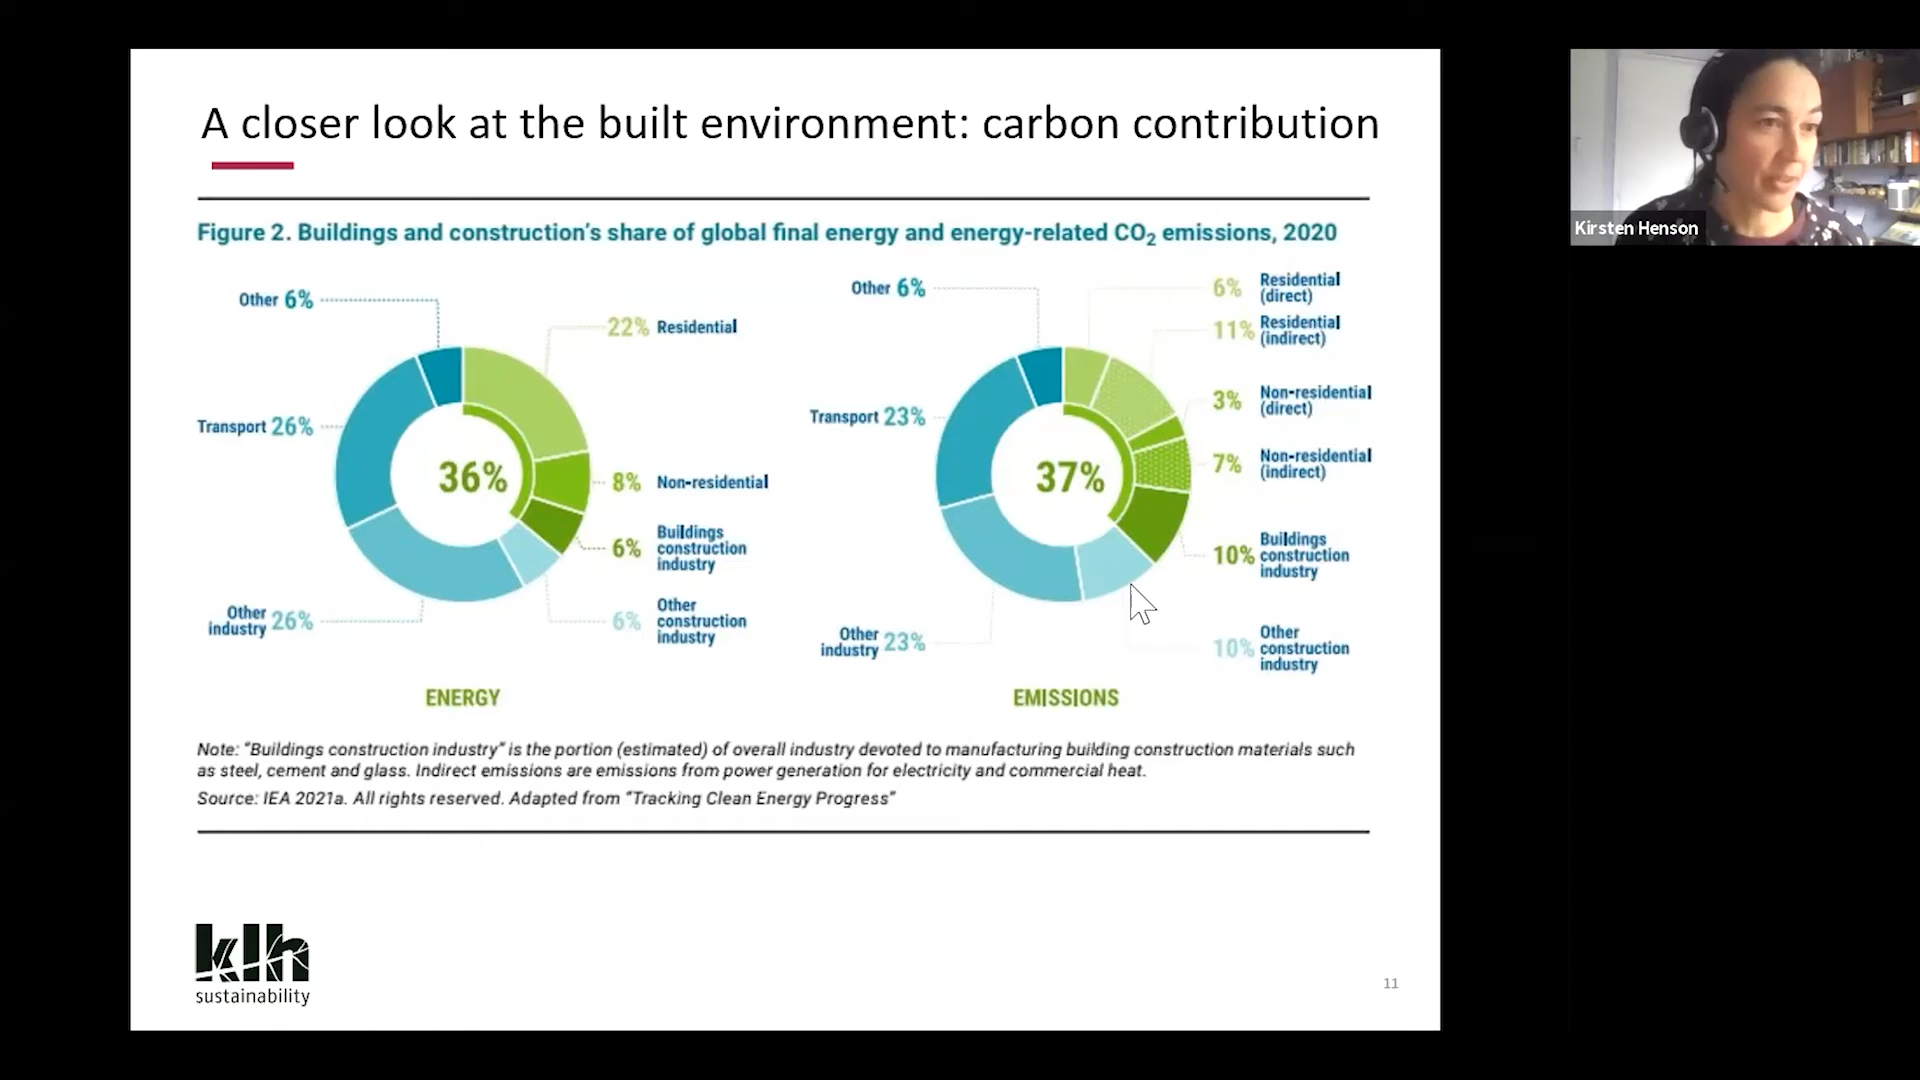 A closer look at the built environment: carbon contribution
Figure 2. Buildings and construction's share of global final energy and energy-related CO2 emissions, 2020
Other 6%
22% Residential
Transport 26%
36%
8% Non-residential
6% Buildings
construction
industry
Other
industry 26%
6% Other
construction
industry
ENERGY
Other 6%
6% Residential
(direct)
11% Residential
(indirect)
Transport 23%
3% Non-residential
(direct)
37%
7% Non-residential
(indirect)
10% Buildings
construction
industry
Other
industry 23%
10% Other
construction
industry
EMISSIONS
Note: "Buildings construction industry" is the portion (estimated) of overall industry devoted to manufacturing building construction materials such
as steel, cement and glass. Indirect emissions are emissions from power generation for electricity and commercial heat.
Source: IEA 2021a. All rights reserved. Adapted from "Tracking Clean Energy Progress"
klh
sustainability
11
Kirsten Henson